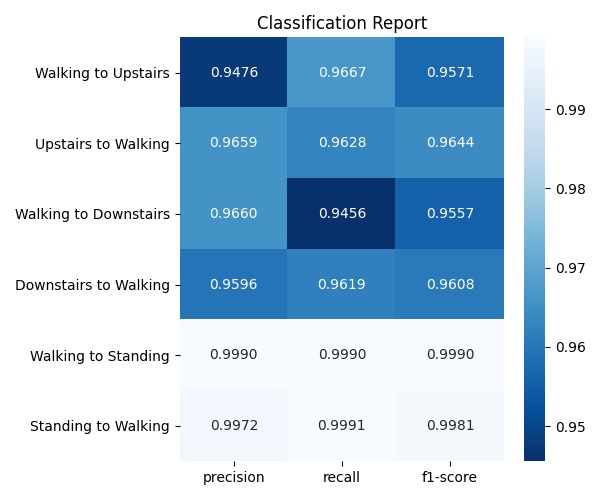 Classification Report
Walking to Upstairs 0.9476 0.9667 0.9571
Upstairs to Walking 0.9659 0.9628 0.9644
Walking to Downstairs 0.9660 0.9456 0.9557
Downstairs to Walking 0.9596 0.9619 0.9608
Walking to Standing 0.9990 0.9990 0.9990
Standing to Walking 0.9972 0.9991 0.9981
precision recall f1-score
0.99
0.98
0.97
0.96
0.95